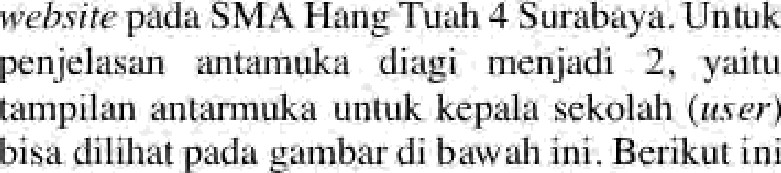 website pada SMA Hang Tuah 4 Surabaya. Untuk
penjelasan antamuka diagi menjadi 2, yaitu
tampilan antarmuka untuk kepala sekolah (user)
bisa dilihat pada gambar di bawah ini. Berikut ini